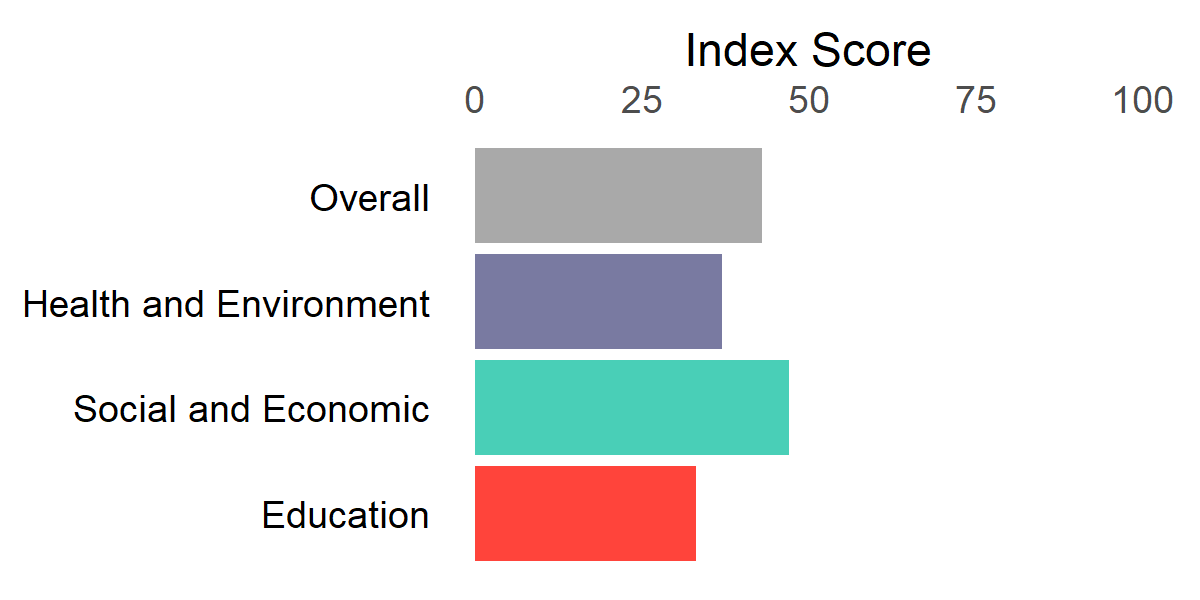 Index Score
0 25 50 75 100
Overall
Health and Environment
Social and Economic
Education